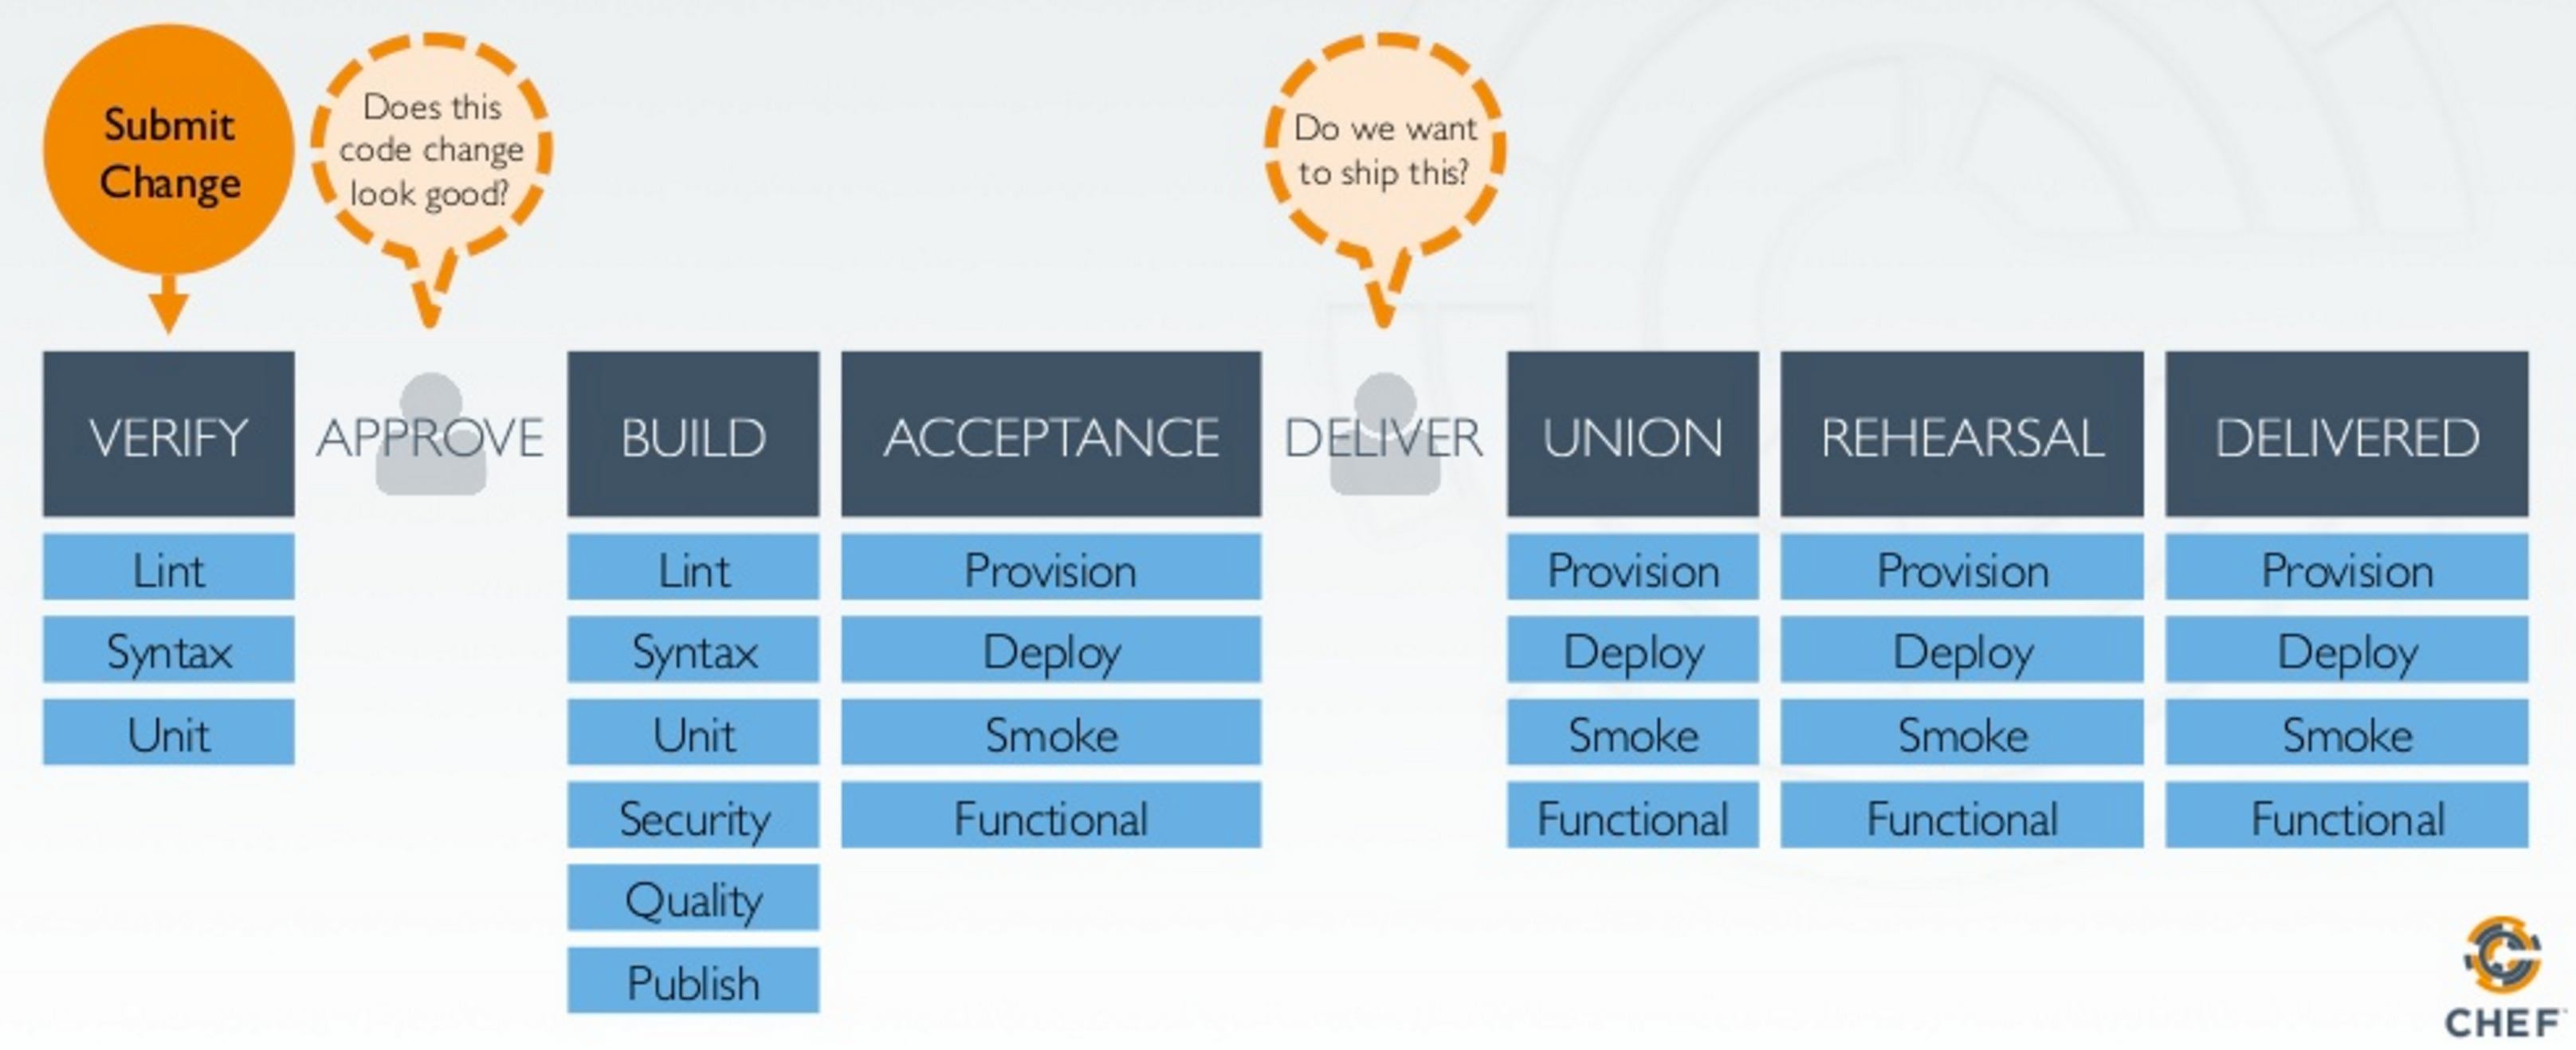 Submit
Change
Does this
code change
look good?
Do we want
to ship this?
VERIFY
APPROVE
BUILD
ACCEPTANCE
DELIVER
UNION
REHEARSAL
DELIVERED
Lint
Syntax
Unit
Lint
Syntax
Unit
Security
Quality
Publish
Provision
Deploy
Smoke
Functional
Provision
Deploy
Smoke
Functional
Provision
Deploy
Smoke
Functional
Provision
Deploy
Smoke
Functional
CHEF